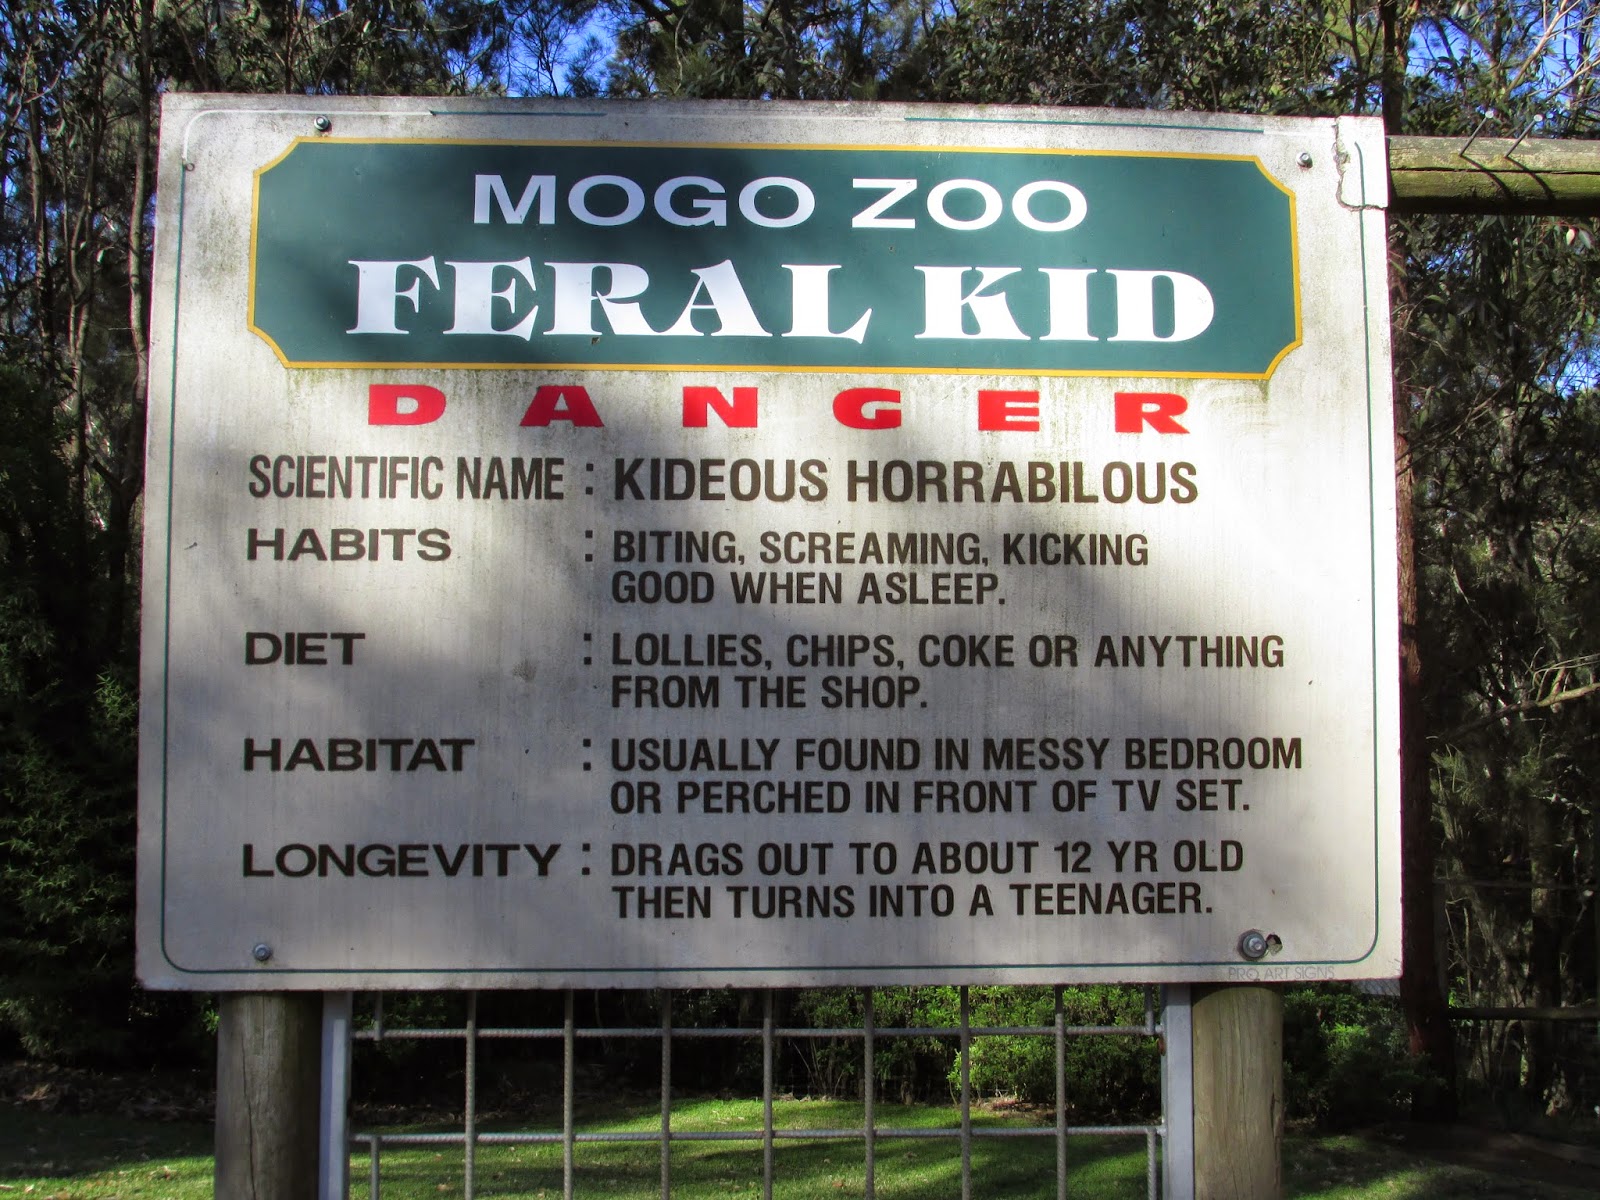 MOGO ZOO
FERAL KID
DANGER
SCIENTIFIC NAME : KIDEOUS HORRABILOUS
HABITS : BITING, SCREAMING, KICKING
GOOD WHEN ASLEEP.
DIET : LOLLIES, CHIPS, COKE OR ANYTHING
FROM THE SHOP.
HABITAT : USUALLY FOUND IN MESSY BEDROOM
OR PERCHED IN FRONT OF TV SET.
LONGEVITY : DRAGS OUT TO ABOUT 12 YR OLD
THEN TURNS INTO A TEENAGER.
PRO ART SIGNS